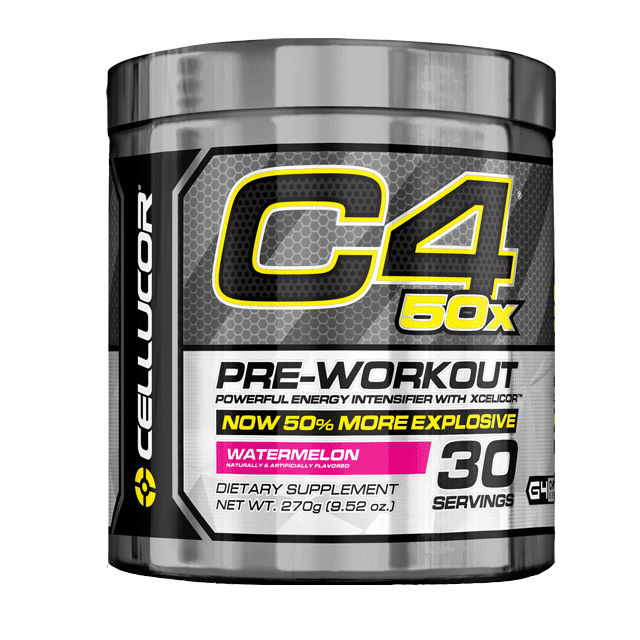 CELLUCOR®
C4®
50X
PRE-WORKOUT
POWERFUL ENERGY INTENSIFIER WITH XCELICOR™
NOW 50% MORE EXPLOSIVE
WATERMELON
NATURALLY & ARTIFICIALLY FLAVORED
30
SERVINGS
DIETARY SUPPLEMENT
NET WT. 270g (9.52 oz.)
G4